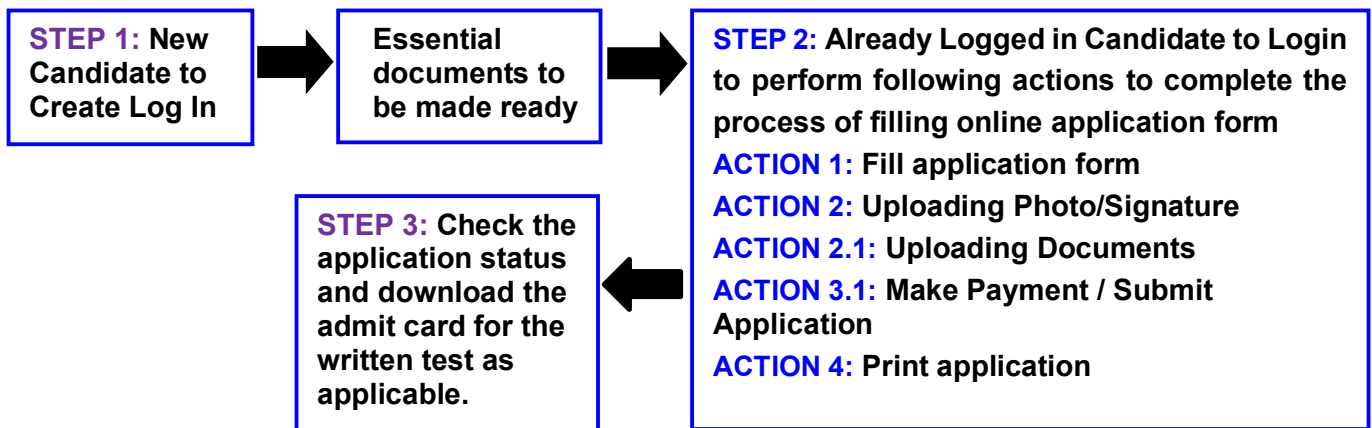 STEP 1: New
Candidate to
Create Log In
Essential
documents to
be made ready
STEP 2: Already Logged in Candidate to Login
to perform following actions to complete the
process of filling online application form
ACTION 1: Fill application form
ACTION 2: Uploading Photo/Signature
ACTION 2.1: Uploading Documents
ACTION 3.1: Make Payment / Submit
Application
ACTION 4: Print application
STEP 3: Check the
application status
and download the
admit card for the
written test as
applicable.